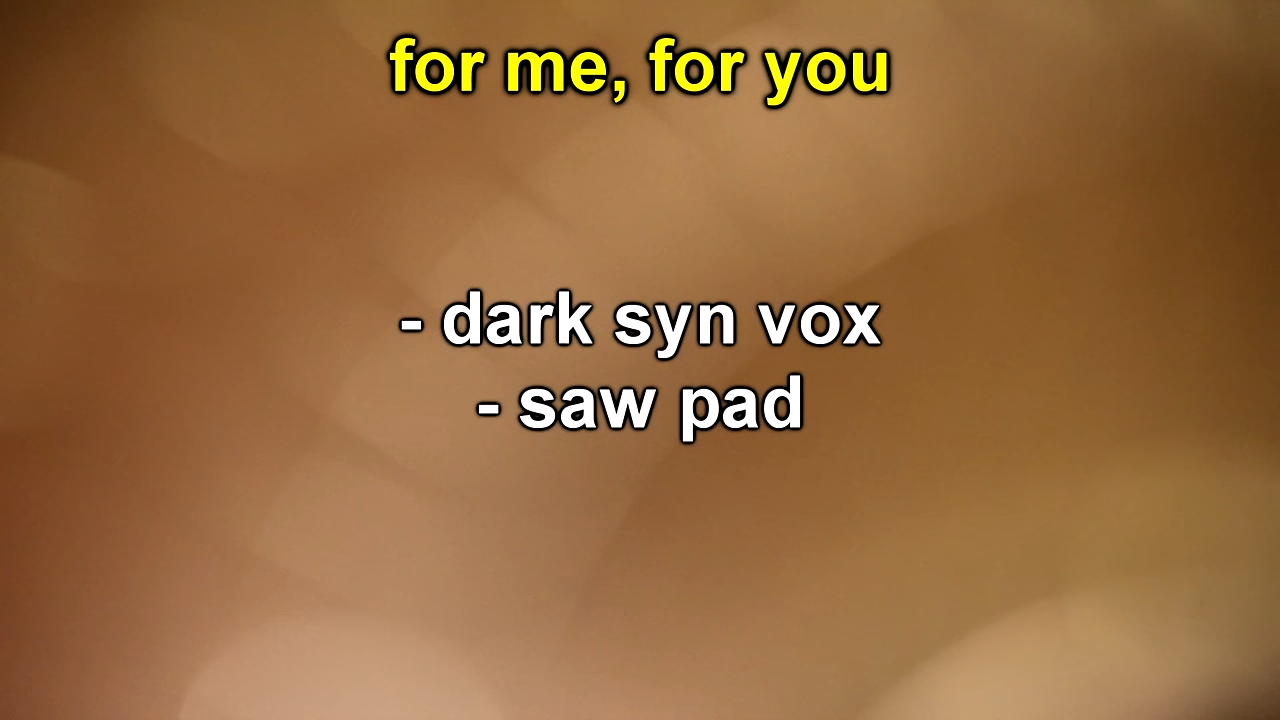 for me, for you
- dark syn vox
- saw pad